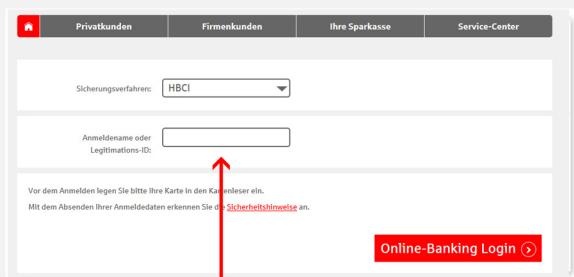 Privatkunden Firmenkunden Ihre Sparkasse Service-Center
Sicherungsverfahren: HBCI
Anmeldename oder
Legitimations-ID:
Vor dem Anmelden legen Sie bitte Ihre Karte in den Kartenleser ein.
Mit dem Absenden Ihrer Anmeldedaten erkennen Sie die Sicherheitshinweise an.
Online-Banking Login